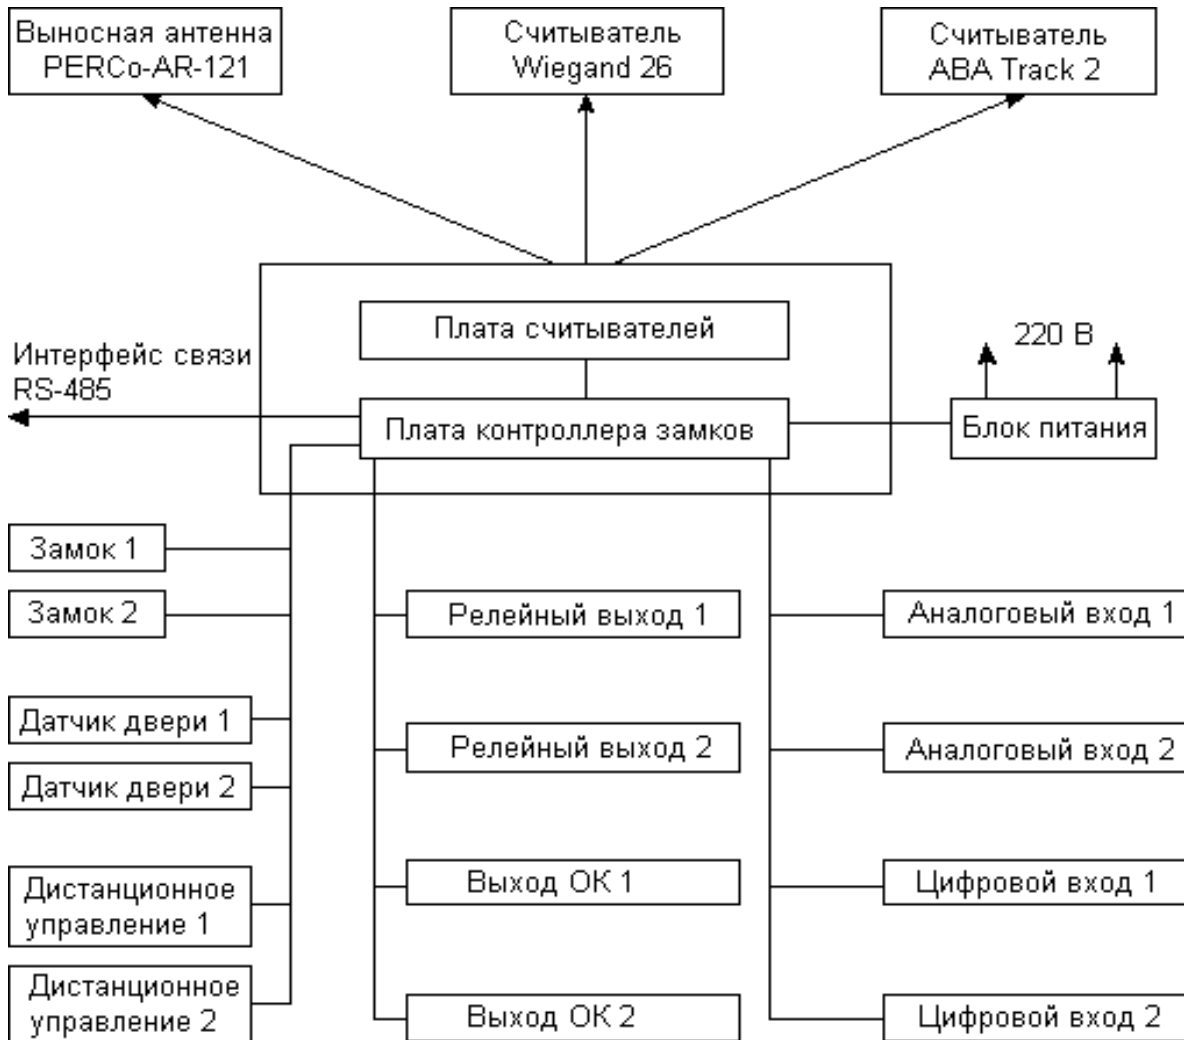 Выносная антенна
PERCo-AR-121
Считыватель
Wiegand 26
Считыватель
ABA Track 2
Плата считывателей
220 В
Интерфейс связи
RS-485
Плата контроллера замков
Блок питания
Замок 1
Замок 2
Релейный выход 1
Аналоговый вход 1
Датчик двери 1
Релейный выход 2
Аналоговый вход 2
Датчик двери 2
Дистанционное
управление 1
Выход ОК 1
Цифровой вход 1
Дистанционное
управление 2
Выход ОК 2
Цифровой вход 2